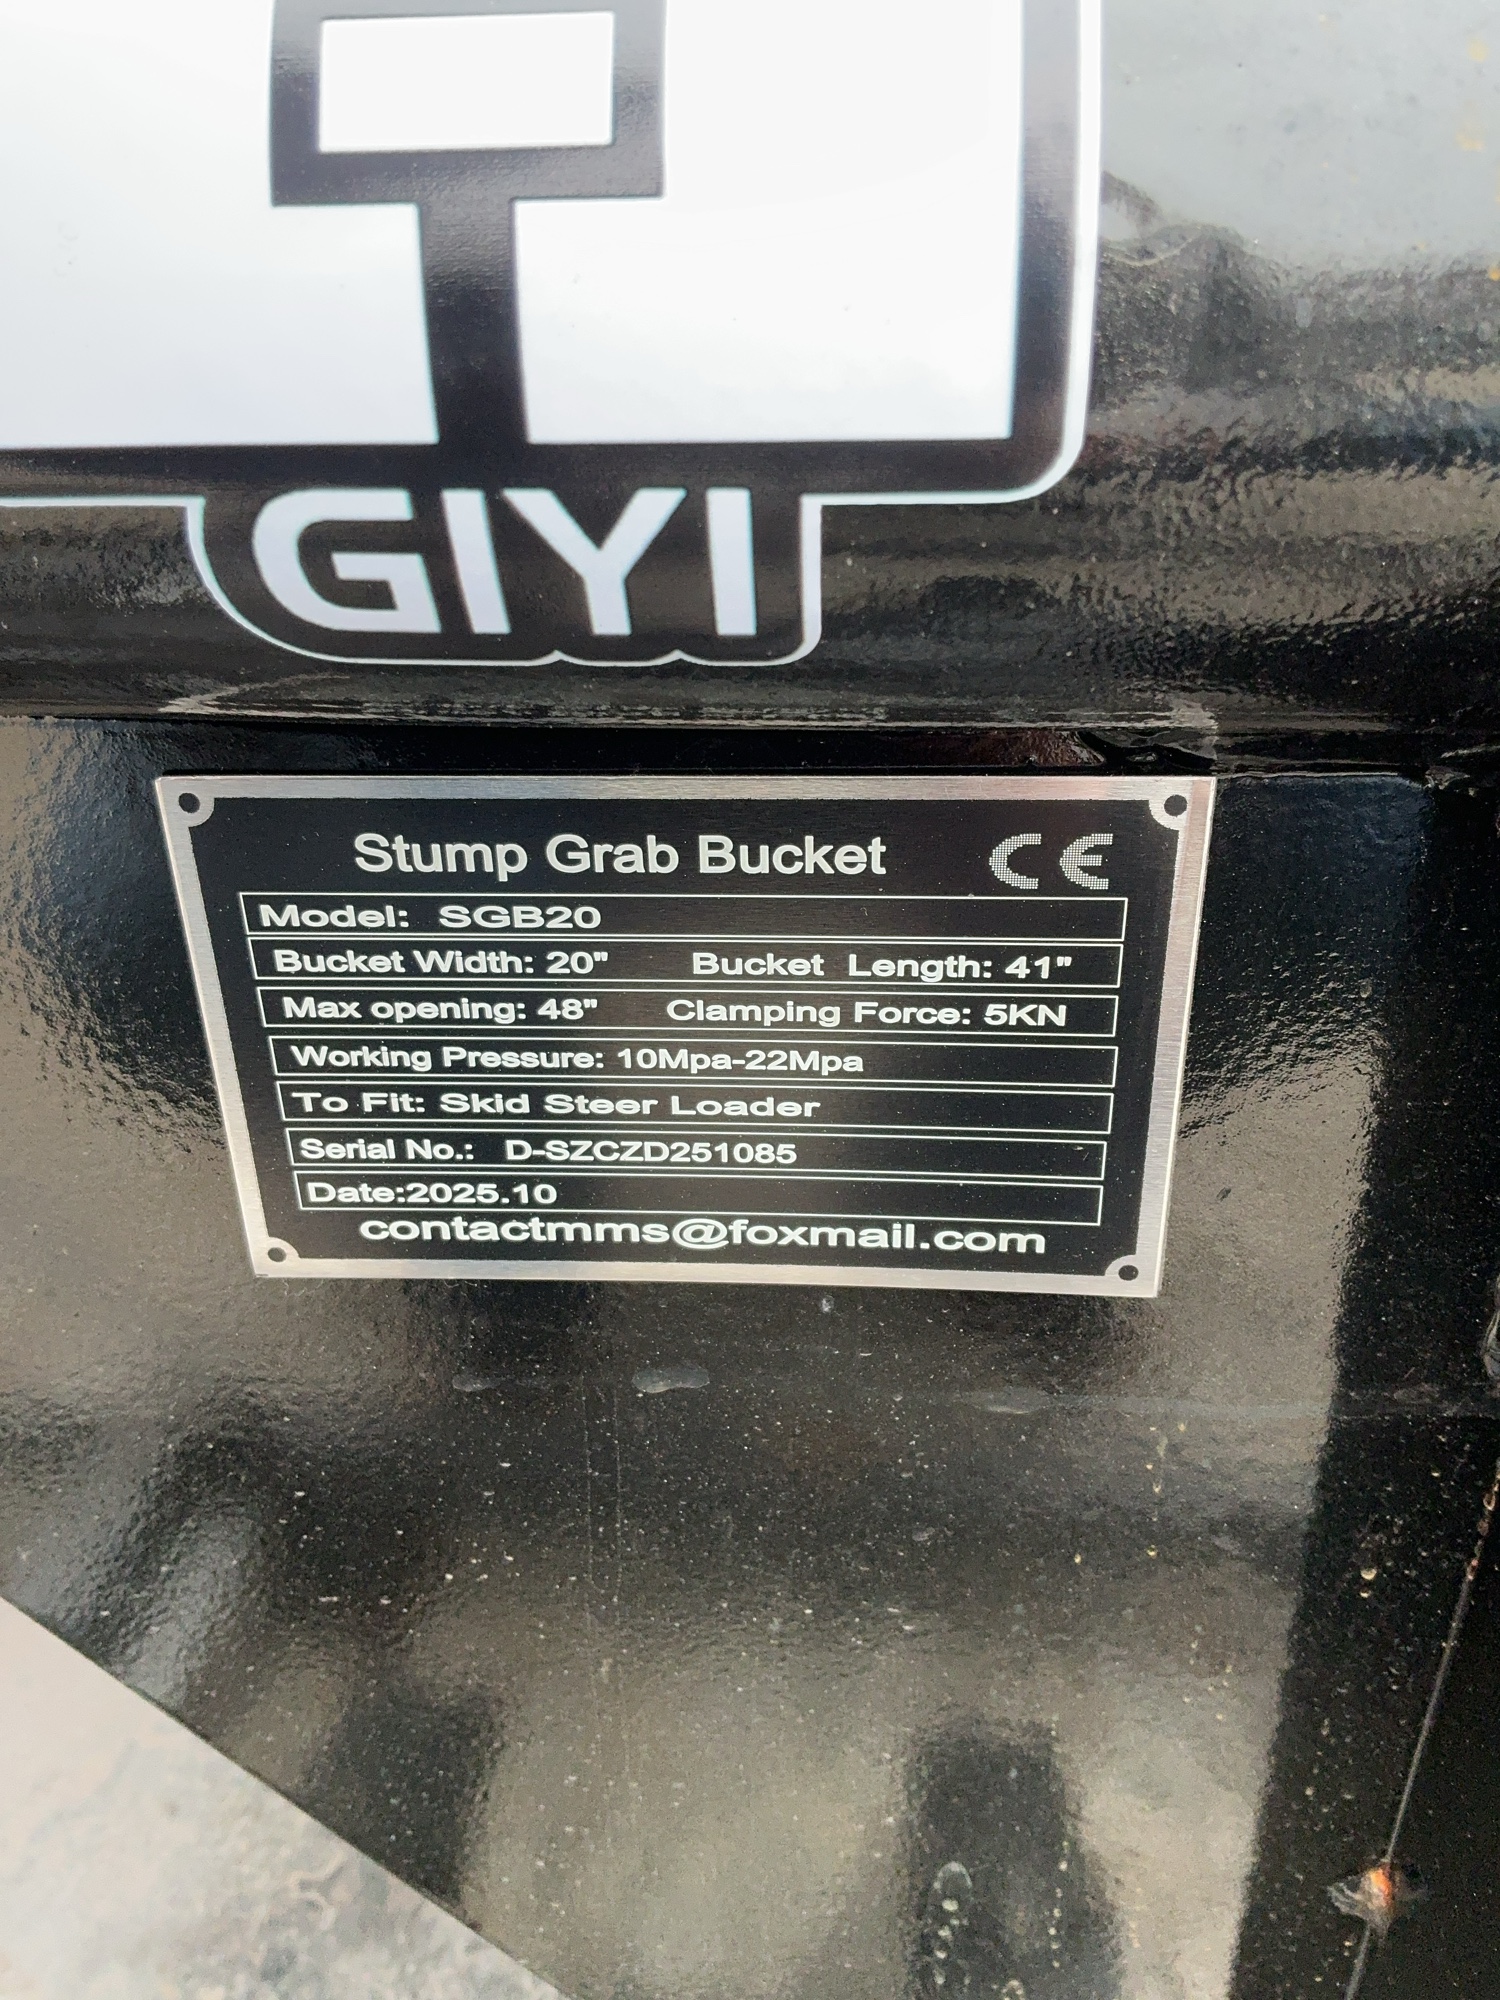 GIYI
Stump Grab Bucket CE
Model: SGB20
Bucket Width: 20" Bucket Length: 41"
Max opening: 48" Clamping Force: 5KN
Working Pressure: 10Mpa-22Mpa
To Fit: Skid Steer Loader
Serial No.: D-SZCZD251085
Date:2025.10
contactmms@foxmail.com